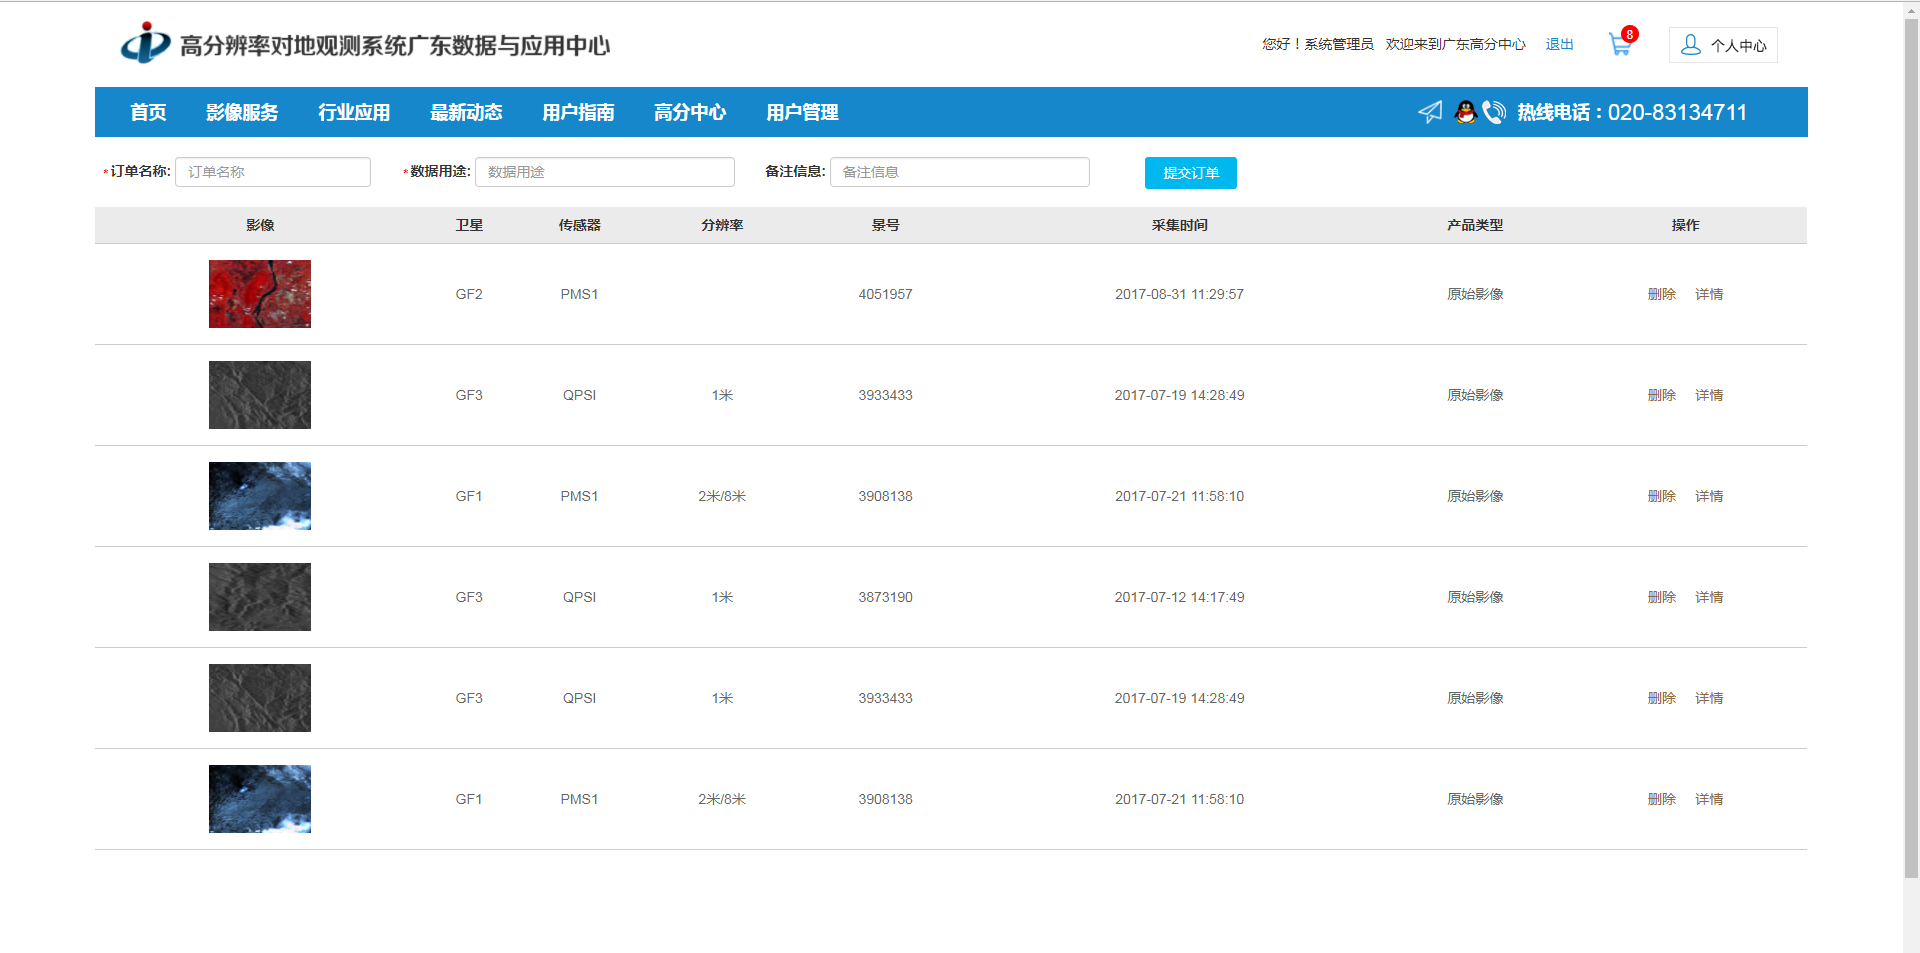 高分辨率对地观测系统广东数据与应用中心
您好！系统管理员 欢迎来到广东高分中心 退出 8 个人中心
首页 影像服务 行业应用 最新动态 用户指南 高分中心 用户管理 热线电话：020-83134711
*订单名称: 订单名称 *数据用途: 数据用途 备注信息: 备注信息 提交订单
影像 卫星 传感器 分辨率 景号 采集时间 产品类型 操作
GF2 PMS1 4051957 2017-08-31 11:29:57 原始影像 删除 详情
GF3 QPSI 1米 3933433 2017-07-19 14:28:49 原始影像 删除 详情
GF1 PMS1 2米/8米 3908138 2017-07-21 11:58:10 原始影像 删除 详情
GF3 QPSI 1米 3873190 2017-07-12 14:17:49 原始影像 删除 详情
GF3 QPSI 1米 3933433 2017-07-19 14:28:49 原始影像 删除 详情
GF1 PMS1 2米/8米 3908138 2017-07-21 11:58:10 原始影像 删除 详情